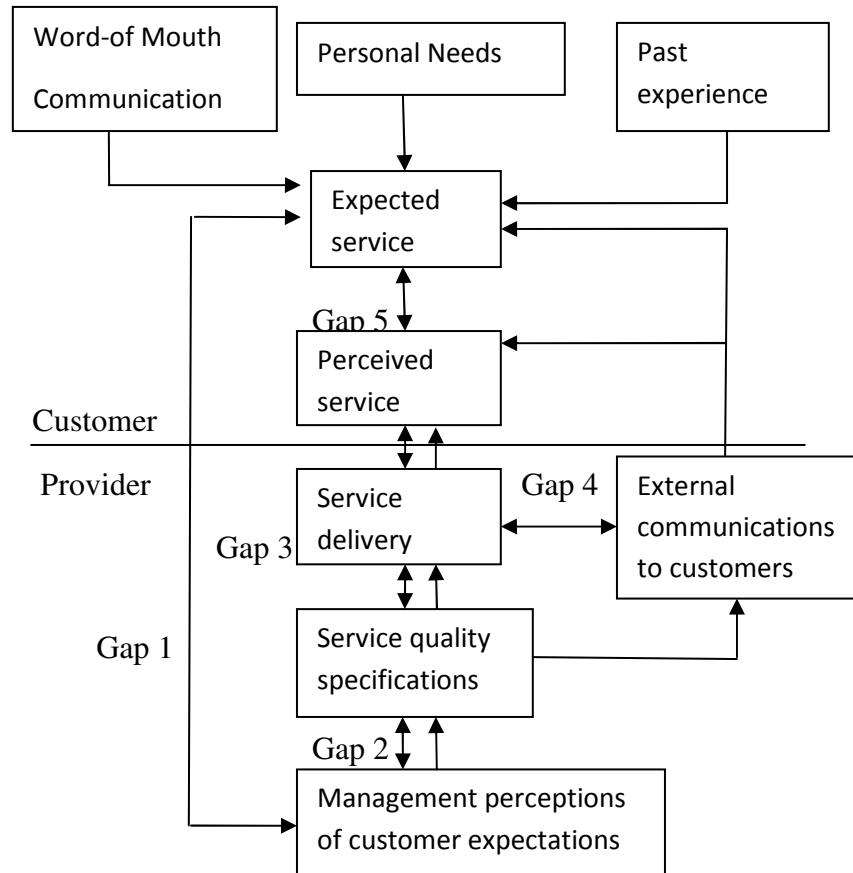 Word-of Mouth
Communication
Personal Needs
Past
experience
Expected
service
Gap 5
Perceived
service
Customer
Provider
Service
delivery
Gap 4
External
communications
to customers
Gap 3
Service quality
specifications
Gap 1
Gap 2
Management perceptions
of customer expectations